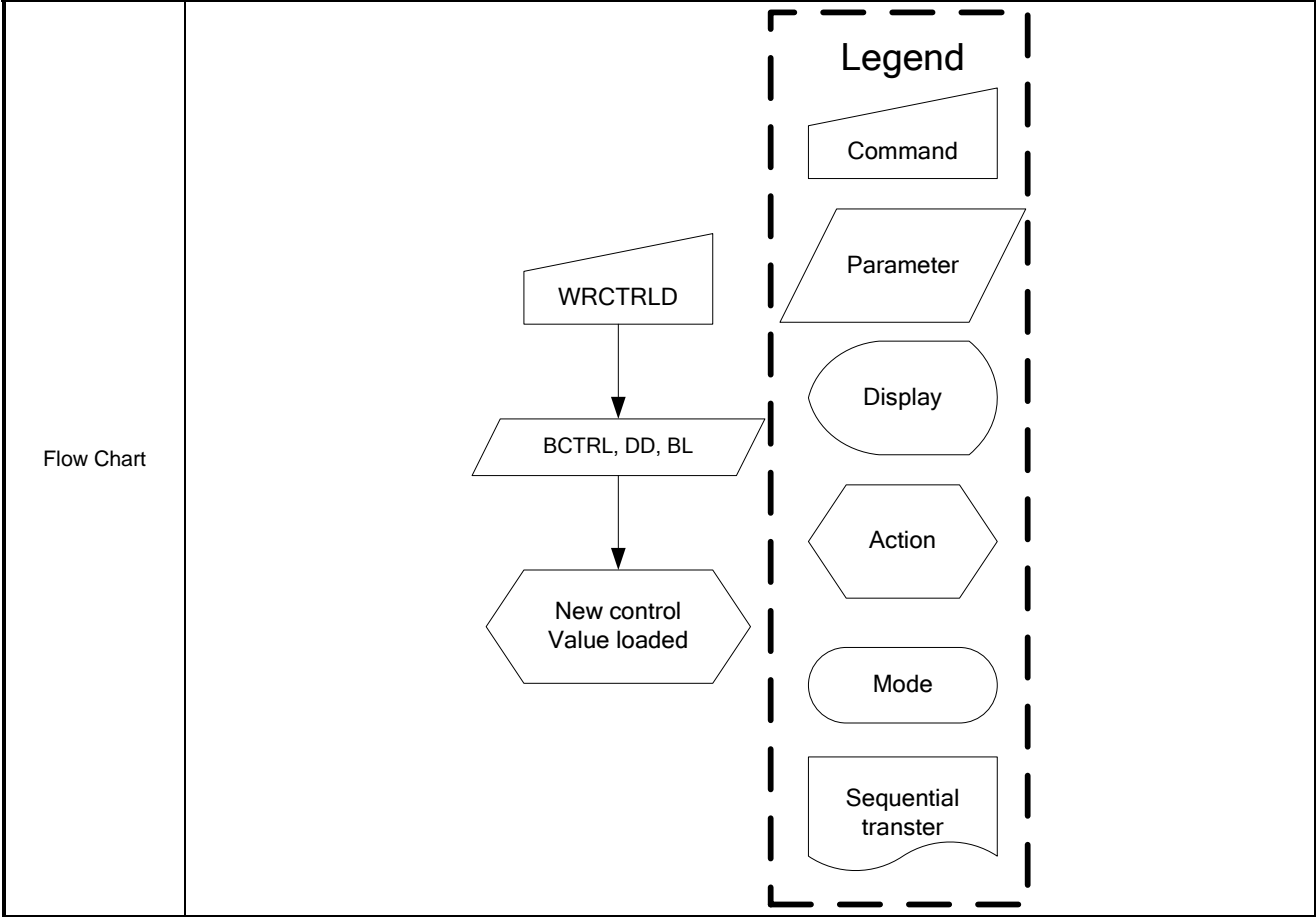 Flow Chart
WRCTRLD
BCTRL, DD, BL
New control
Value loaded
Legend
Command
Parameter
Display
Action
Mode
Sequential
transter